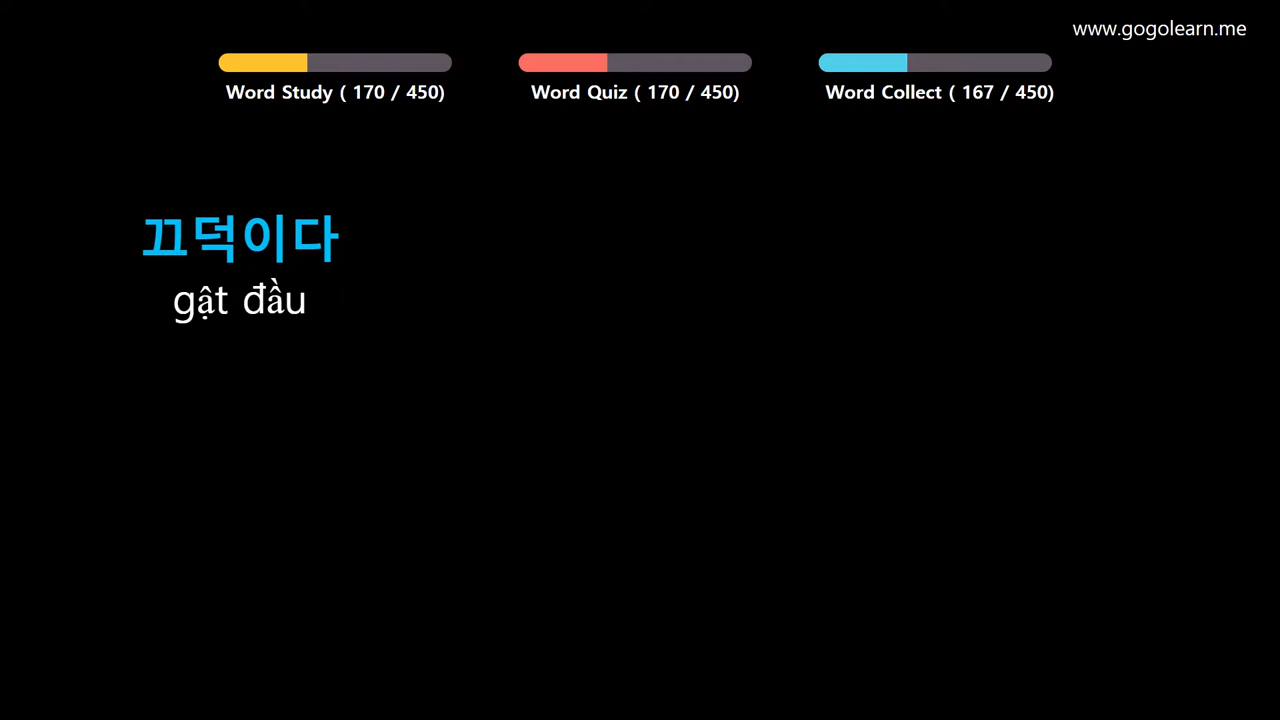 www.gogolearn.me
Word Study ( 170 / 450)
Word Quiz ( 170 / 450)
Word Collect ( 167 / 450)
끄덕이다
gật đầu